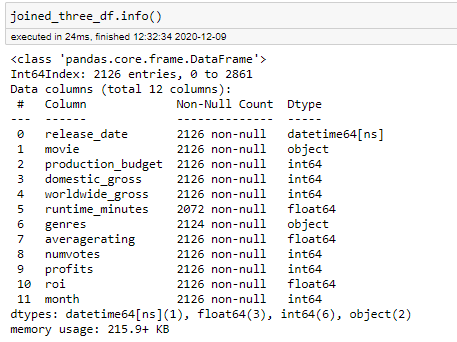 joined_three_df.info()
executed in 24ms, finished 12:32:34 2020-12-09
<class 'pandas.core.frame.DataFrame'>
Int64Index: 2126 entries, 0 to 2861
Data columns (total 12 columns):
 #   Column             Non-Null Count  Dtype
---  ------             --------------  -----
 0   release_date       2126 non-null   datetime64[ns]
 1   movie              2126 non-null   object
 2   production_budget  2126 non-null   int64
 3   domestic_gross     2126 non-null   int64
 4   worldwide_gross    2126 non-null   int64
 5   runtime_minutes    2072 non-null   float64
 6   genres             2124 non-null   object
 7   averagerating      2126 non-null   float64
 8   numvotes           2126 non-null   int64
 9   profits            2126 non-null   int64
 10  roi                2126 non-null   float64
 11  month              2126 non-null   int64
dtypes: datetime64[ns](1), float64(3), int64(6), object(2)
memory usage: 215.9+ KB